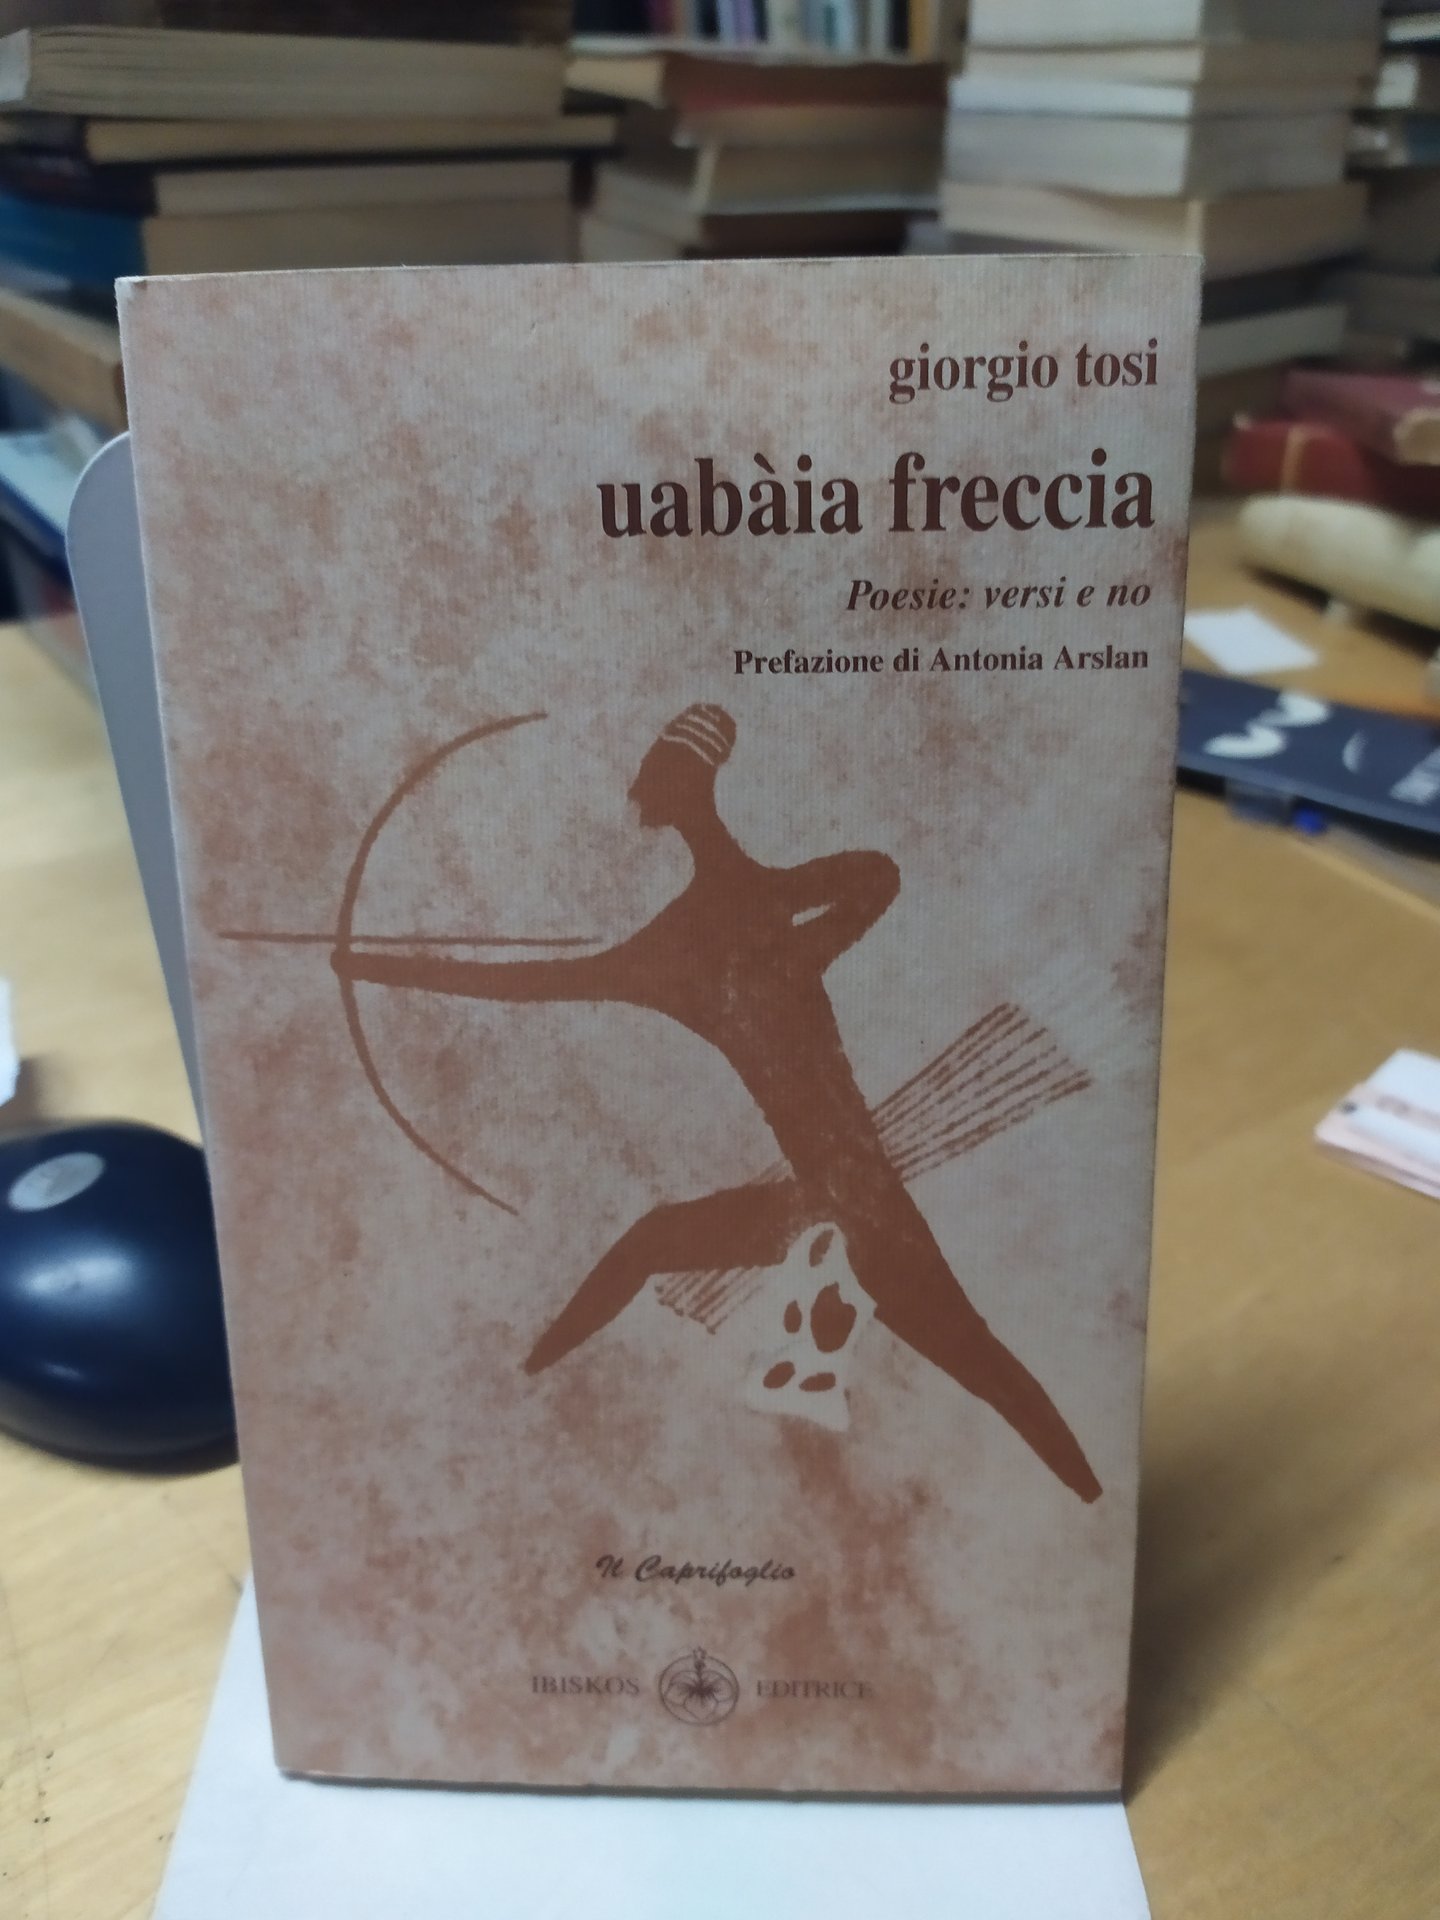 giorgio tosi
uabàia freccia
Poesie: versi e no
Prefazione di Antonia Arslan
Il Caprifoglio
IBISKOS EDITRICE